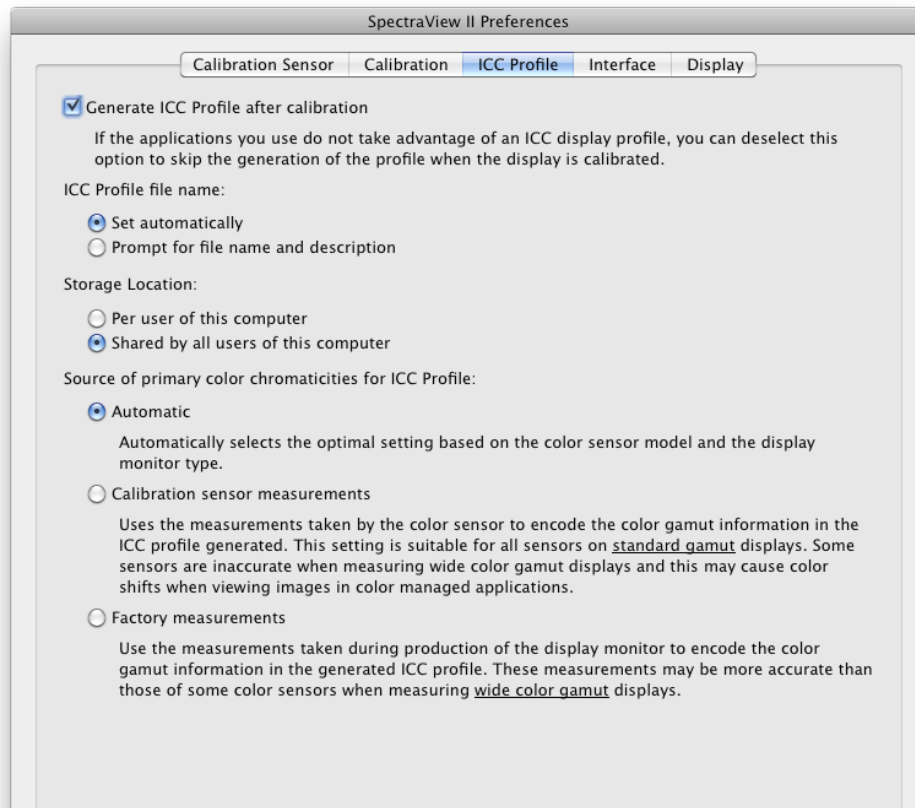 SpectraView II Preferences
Calibration Sensor
Calibration
ICC Profile
Interface
Display
Generate ICC Profile after calibration
If the applications you use do not take advantage of an ICC display profile, you can deselect this
option to skip the generation of the profile when the display is calibrated.
ICC Profile file name:
Set automatically
Prompt for file name and description
Storage Location:
Per user of this computer
Shared by all users of this computer
Source of primary color chromaticities for ICC Profile:
Automatic
Automatically selects the optimal setting based on the color sensor model and the display
monitor type.
Calibration sensor measurements
Uses the measurements taken by the color sensor to encode the color gamut information in the
ICC profile generated. This setting is suitable for all sensors on standard gamut displays. Some
sensors are inaccurate when measuring wide color gamut displays and this may cause color
shifts when viewing images in color managed applications.
Factory measurements
Use the measurements taken during production of the display monitor to encode the color
gamut information in the generated ICC profile. These measurements may be more accurate than
those of some color sensors when measuring wide color gamut displays.